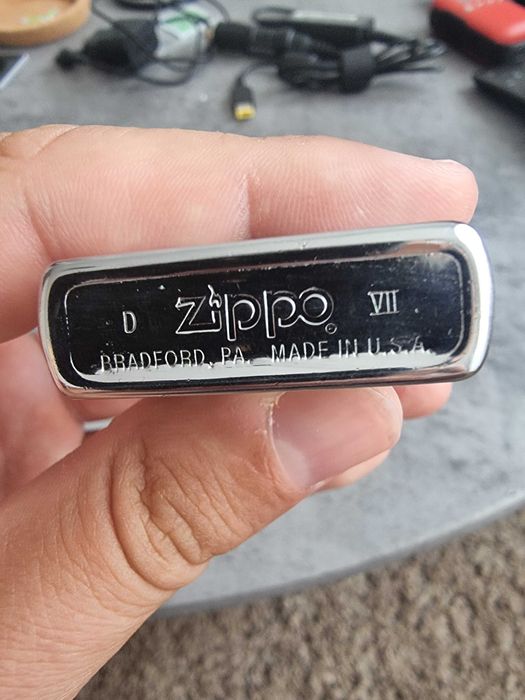 D Zippo ® VII
BRADFORD, PA. MADE IN U.S.A.